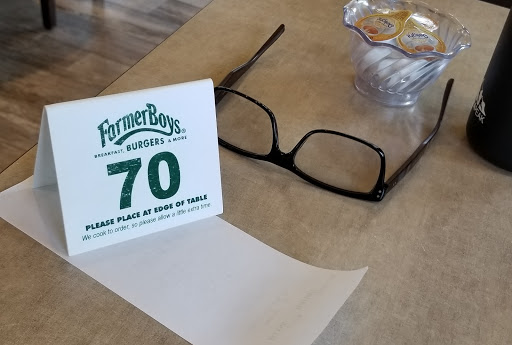 FarmerBoys®
BREAKFAST, BURGERS & MORE
70
PLEASE PLACE AT EDGE OF TABLE
We cook to order, so please allow a little extra time.